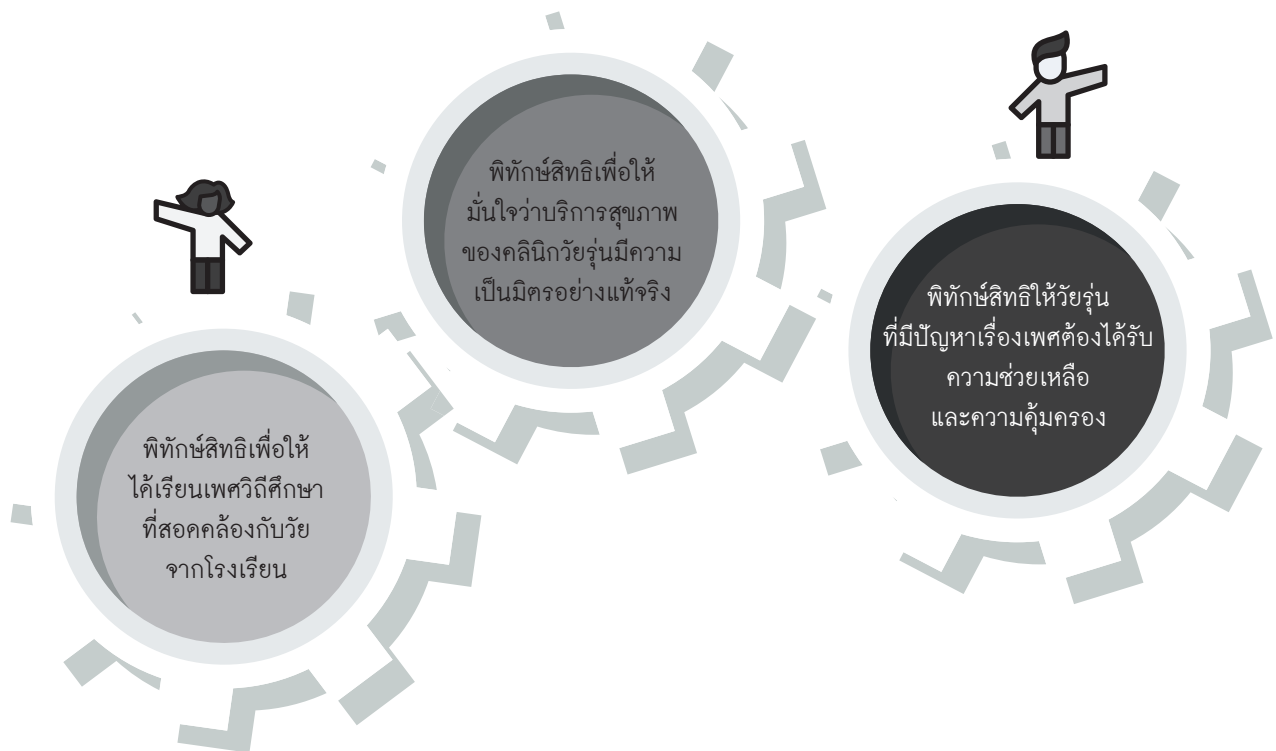 พิทักษ์สิทธิเพื่อให้
ได้เรียนเพศวิถีศึกษา
ที่สอดคล้องกับวัย
จากโรงเรียน
พิทักษ์สิทธิเพื่อให้
มั่นใจว่าบริการสุขภาพ
ของคลินิกวัยรุ่นมีความ
เป็นมิตรอย่างแท้จริง
พิทักษ์สิทธิให้วัยรุ่น
ที่มีปัญหาเรื่องเพศต้องได้รับ
ความช่วยเหลือ
และความคุ้มครอง